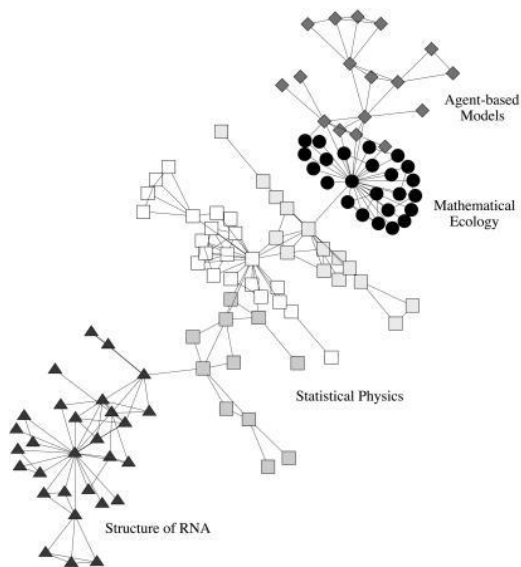 Agent-based
Models
Mathematical
Ecology
Statistical Physics
Structure of RNA